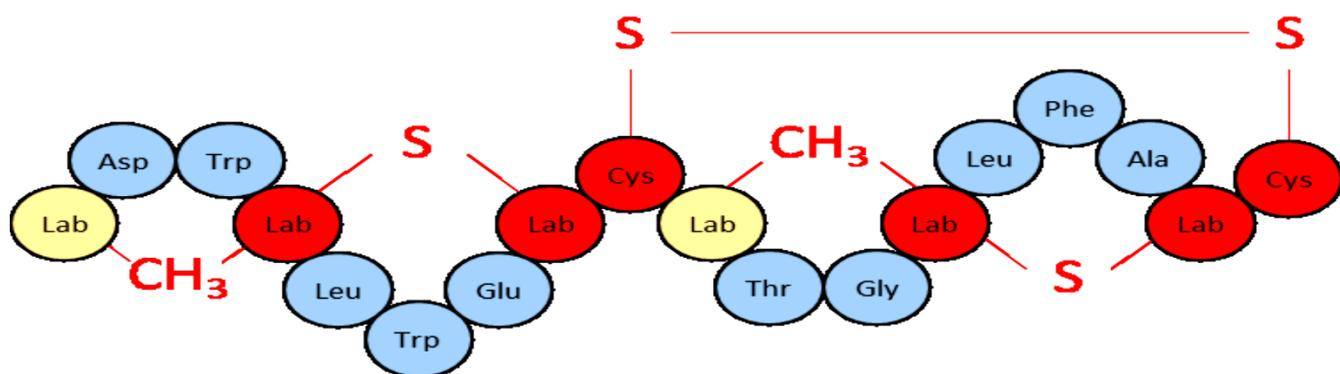 S S
S CH₃ Phe
Asp Trp Cys Leu Ala Cys
Lab Lab Lab Lab Lab Lab
CH₃ S
Leu Glu Thr Gly
Trp